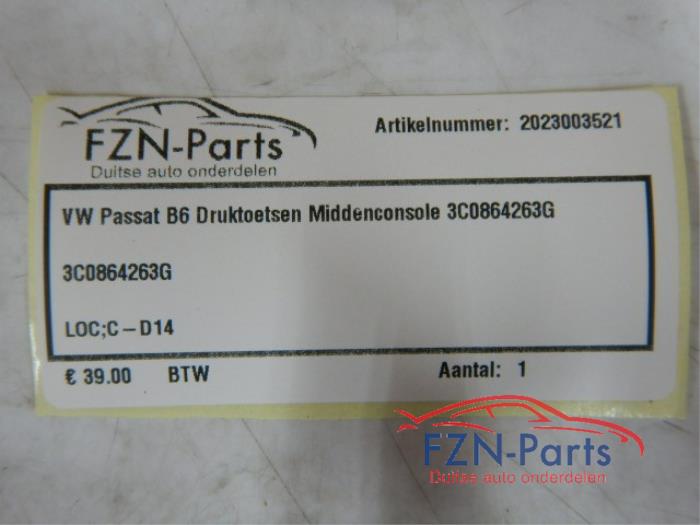 FZN-Parts
Duitse auto onderdelen
Artikelnummer: 2023003521
VW Passat B6 Druktoetsen Middenconsole 3C0864263G
3C0864263G
LOC;C-D14
€ 39.00 BTW Aantal: 1
FZN-Parts
Duitse auto onderdelen